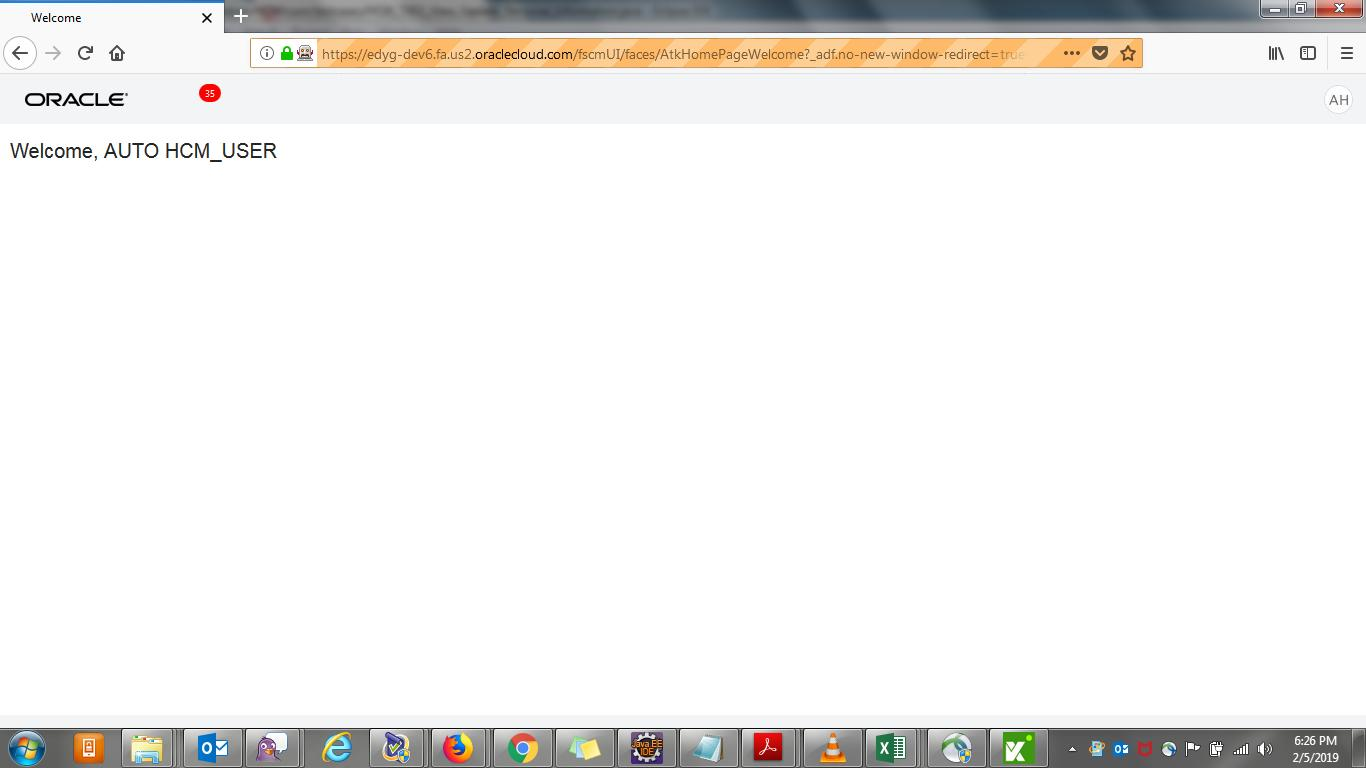 Welcome
https://edyg-dev6.fa.us2.oraclecloud.com/fscmUI/faces/AtkHomePageWelcome?_adf.no-new-window-redirect=true
ORACLE
35
AH
Welcome, AUTO HCM_USER
Java EE
IDE
6:26 PM
2/5/2019